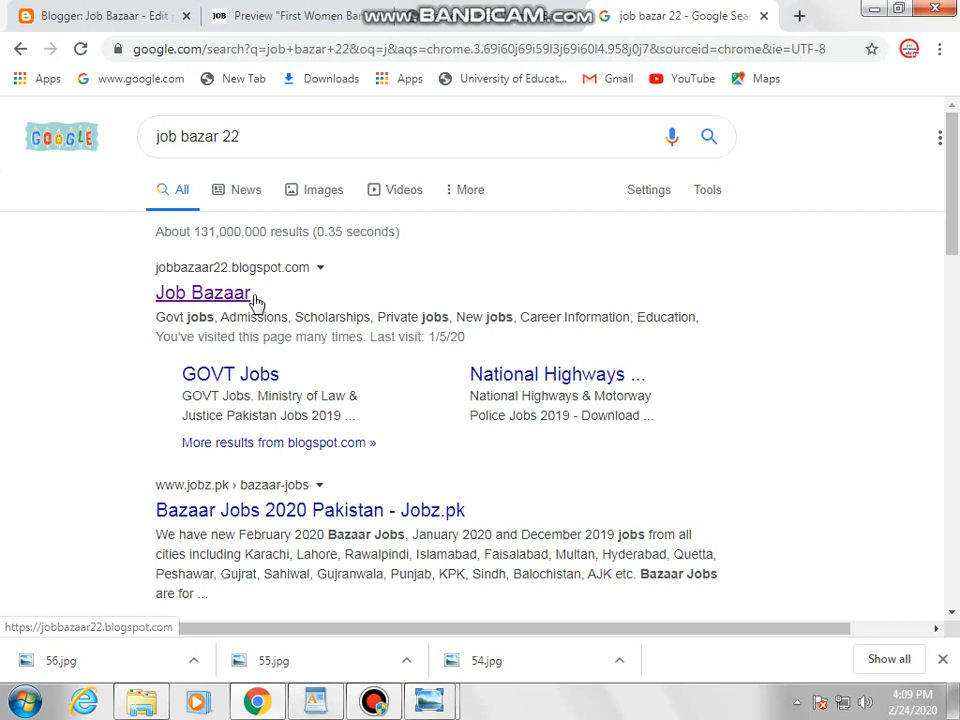 Blogger: Job Bazaar - Edit
Preview "First Women Ban
WWW.BANDICAM.COM
job bazar 22 - Google Sea
google.com/search?q=job+bazar+22&oq=j&aqs=chrome.3.69i60j69i59l3j69i60l4.958j0j7&sourceid=chrome&ie=UTF-8
Apps www.google.com New Tab Downloads Apps University of Educat... Gmail YouTube Maps
GOOGLE job bazar 22
All News Images Videos More Settings Tools
About 131,000,000 results (0.35 seconds)
jobbazaar22.blogspot.com
Job Bazaar
Govt jobs, Admissions, Scholarships, Private jobs, New jobs, Career Information, Education,
You've visited this page many times. Last visit: 1/5/20
GOVT Jobs
GOVT Jobs. Ministry of Law &
Justice Pakistan Jobs 2019 ...
National Highways ...
National Highways & Motorway
Police Jobs 2019 - Download ...
More results from blogspot.com »
www.jobz.pk › bazaar-jobs
Bazaar Jobs 2020 Pakistan - Jobz.pk
We have new February 2020 Bazaar Jobs, January 2020 and December 2019 jobs from all
cities including Karachi, Lahore, Rawalpindi, Islamabad, Faisalabad, Multan, Hyderabad, Quetta,
Peshawar, Gujrat, Sahiwal, Gujranwala, Punjab, KPK, Sindh, Balochistan, AJK etc. Bazaar Jobs
are for ...
https://jobbazaar22.blogspot.com
56.jpg 55.jpg 54.jpg Show all
4:09 PM
2/24/2020